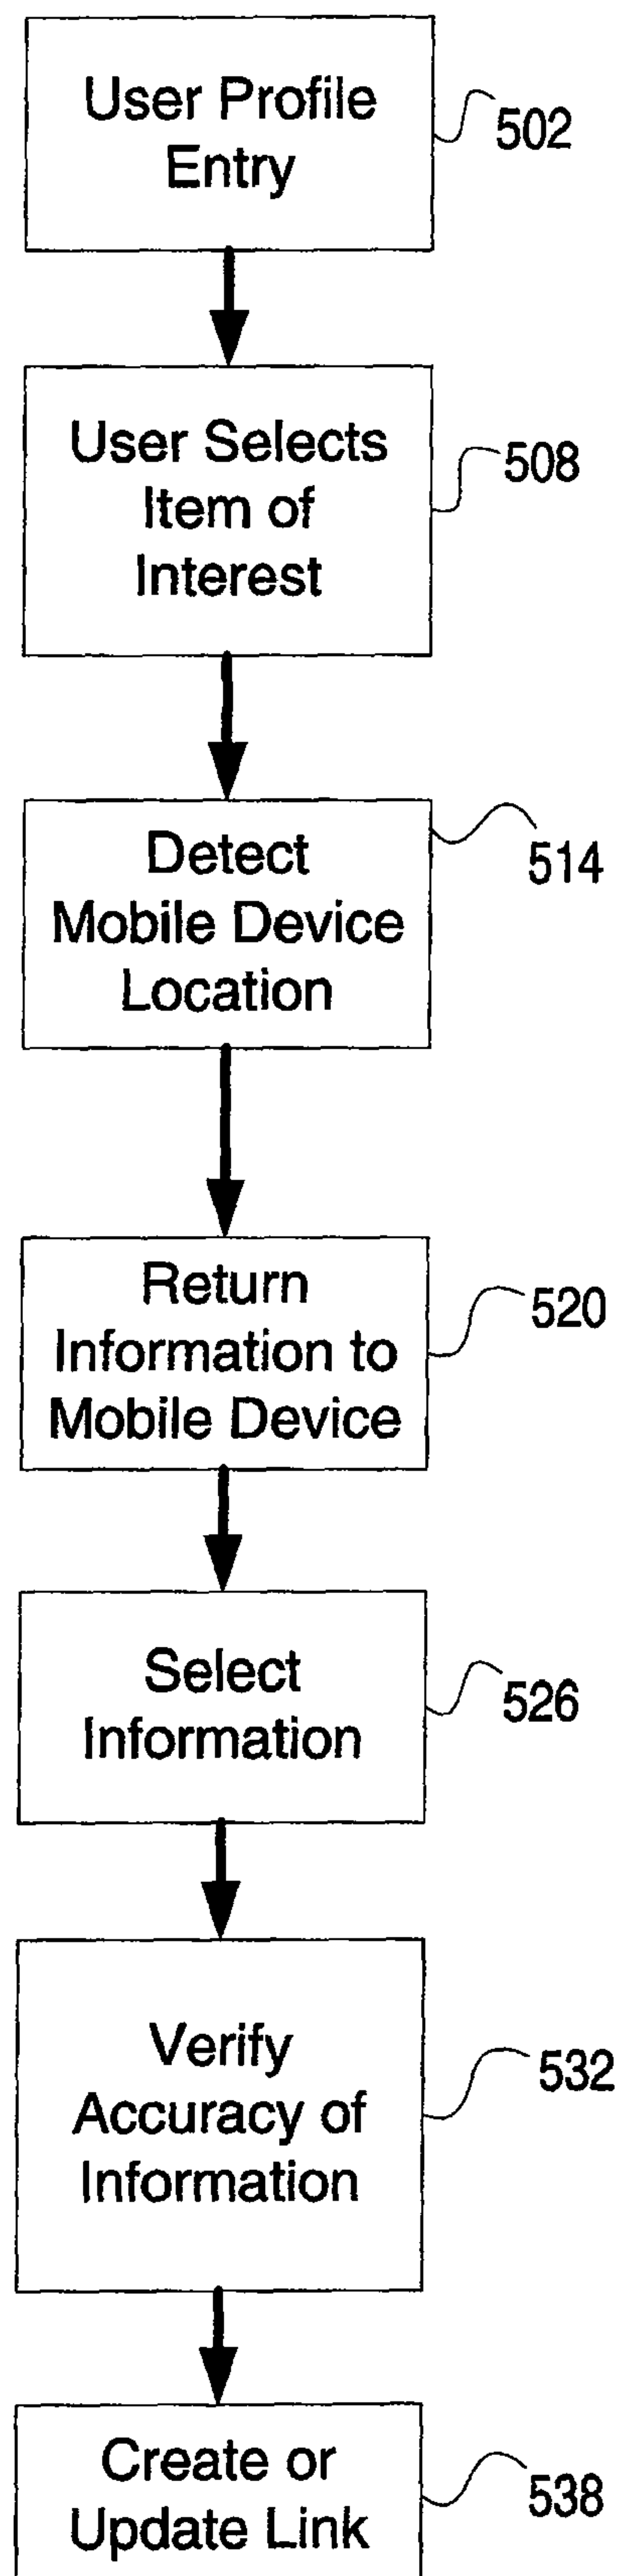 User Profile
Entry
502
User Selects
Item of
Interest
508
Detect
Mobile Device
Location
514
Return
Information to
Mobile Device
520
Select
Information
526
Verify
Accuracy of
Information
532
Create or
Update Link
538